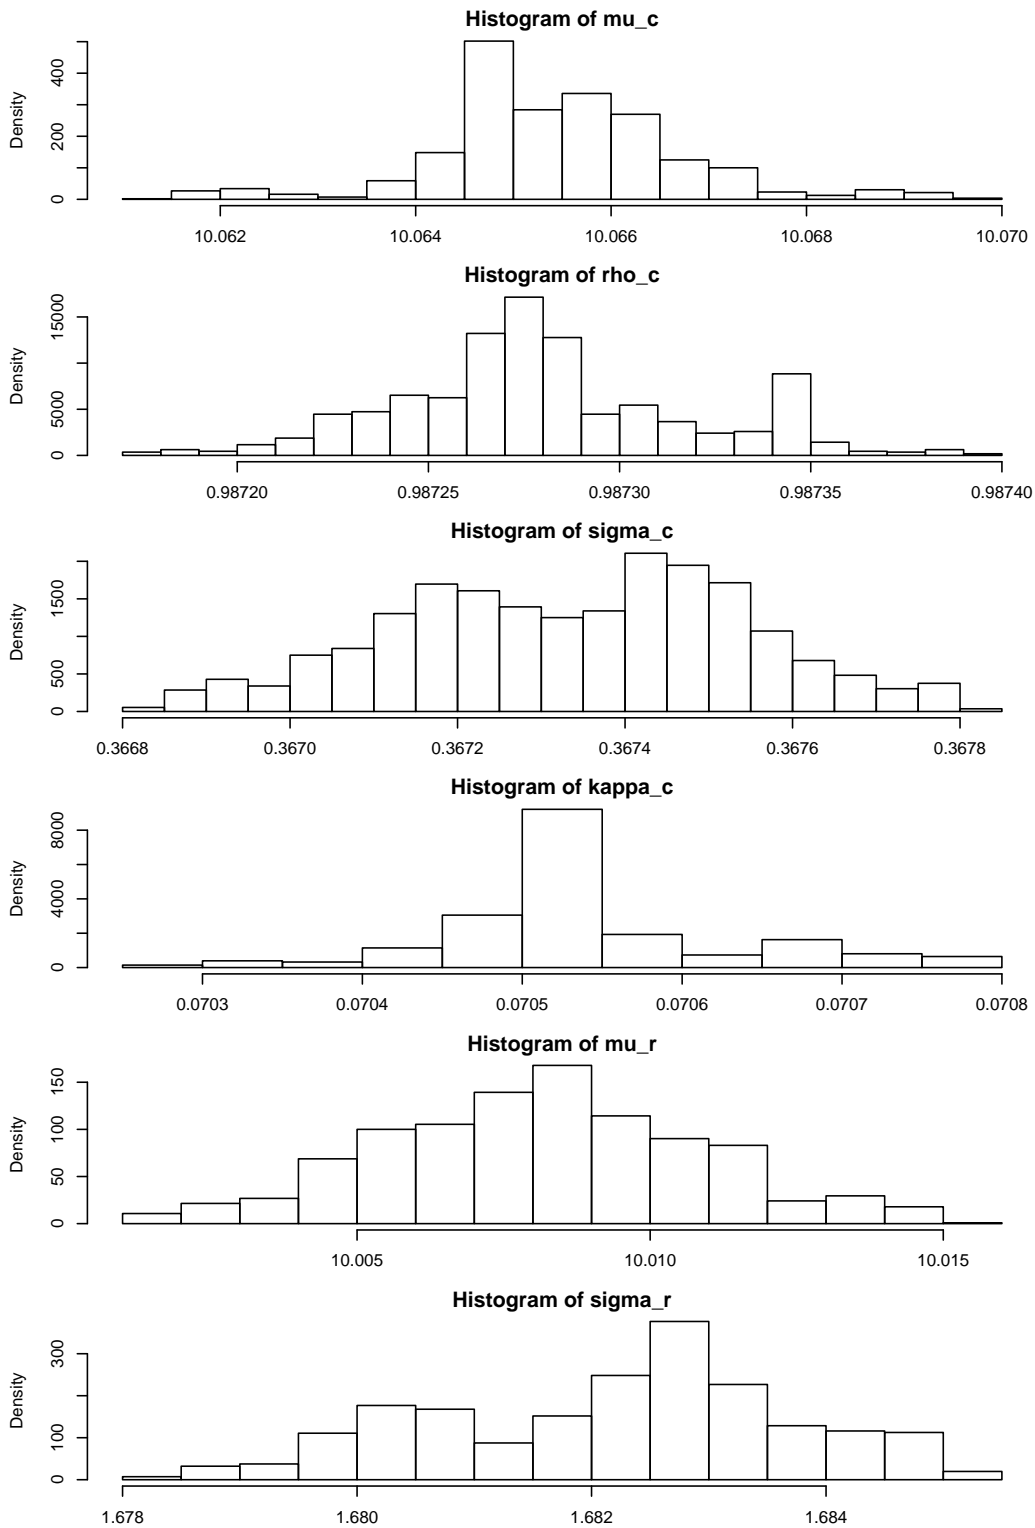 Histogram of mu_c
Density
0 200 400
10.062 10.064 10.066 10.068 10.070
Histogram of rho_c
Density
0 5000 15000
0.98720 0.98725 0.98730 0.98735 0.98740
Histogram of sigma_c
Density
0 500 1500
0.3668 0.3670 0.3672 0.3674 0.3676 0.3678
Histogram of kappa_c
Density
0 4000 8000
0.0703 0.0704 0.0705 0.0706 0.0707 0.0708
Histogram of mu_r
Density
0 50 100 150
10.005 10.010 10.015
Histogram of sigma_r
Density
0 100 300
1.678 1.680 1.682 1.684